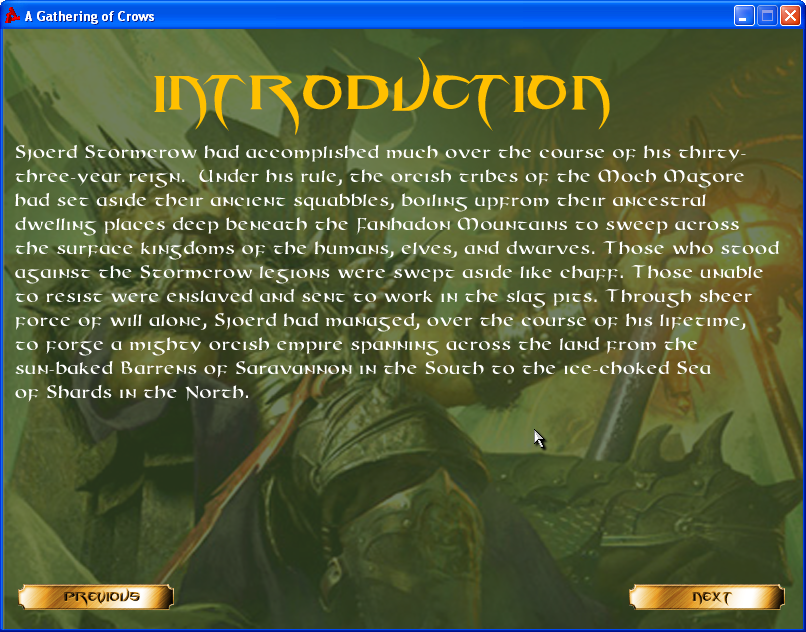 A Gathering of Crows
INTRODUCTION
Sjoerd Stormcrow had accomplished much over the course of his thirty-
three-year reign. Under his rule, the orcish tribes of the Moch Magore
had set aside their ancient squabbles, boiling upfrom their ancestral
dwelling places deep beneath the Fanhadon Mountains to sweep across
the surface kingdoms of the humans, elves, and dwarves. Those who stood
against the Stormcrow legions were swept aside like chaff. Those unable
to resist were enslaved and sent to work in the slag pits. Through sheer
force of will alone, Sjoerd had managed, over the course of his lifetime,
to forge a mighty orcish empire spanning across the land from the
sun-baked Barrens of Saravannon in the South to the ice-choked Sea
of Shards in the North.
PREVIOUS
NEXT